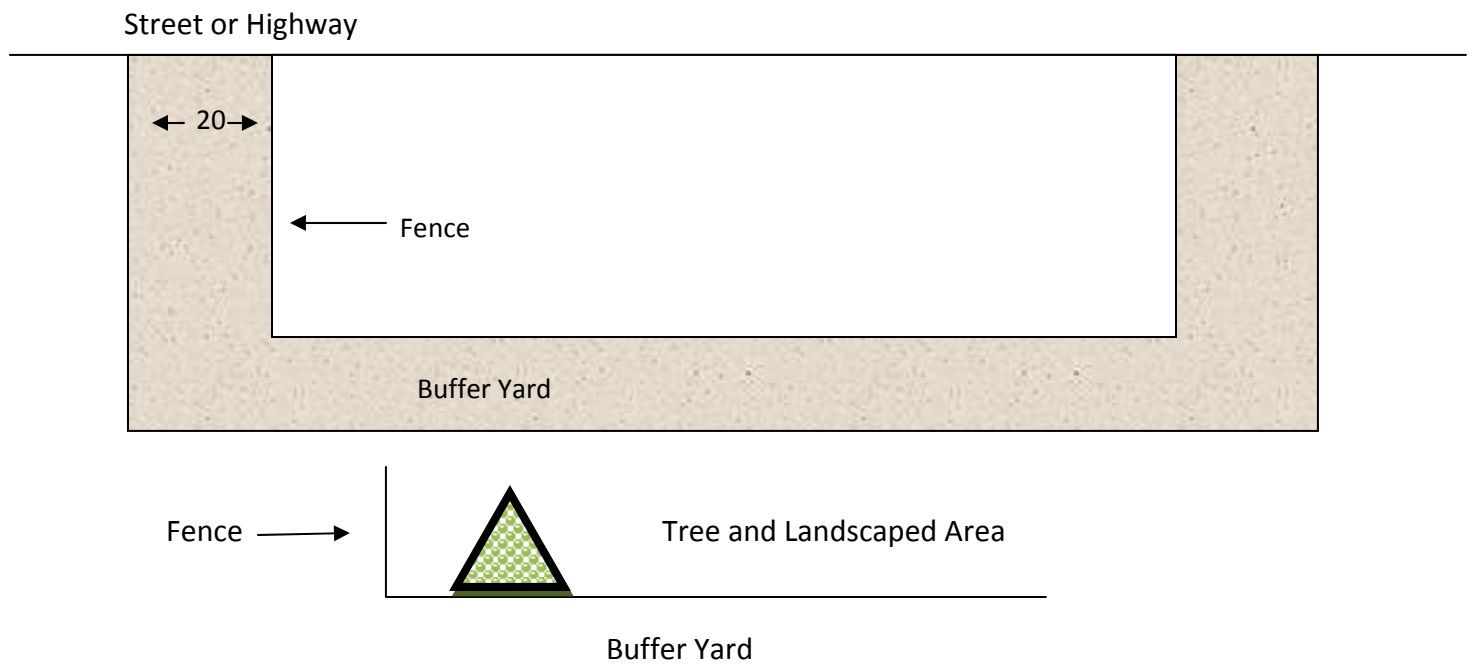 Street or Highway
20
Fence
Buffer Yard
Fence
Tree and Landscaped Area
Buffer Yard